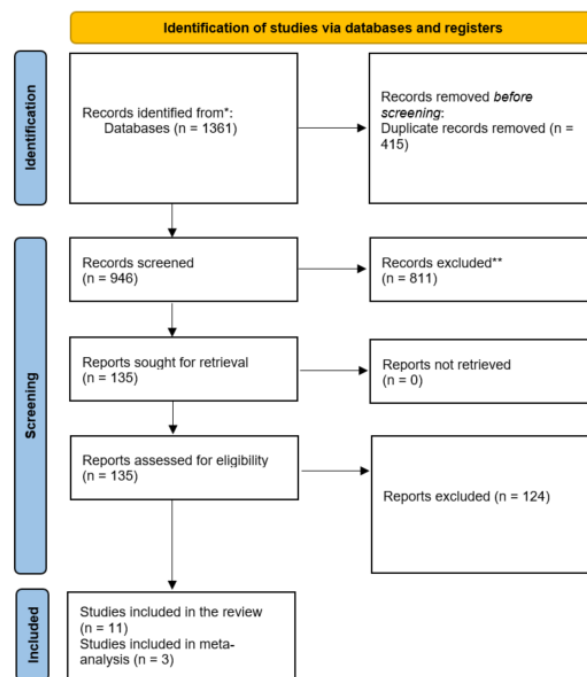 Identification of studies via databases and registers
Identification
Records identified from*:
Databases (n = 1361)
Records removed before
screening:
Duplicate records removed (n =
415)
Screening
Records screened
(n = 946)
Records excluded**
(n = 811)
Reports sought for retrieval
(n = 135)
Reports not retrieved
(n = 0)
Reports assessed for eligibility
(n = 135)
Reports excluded (n = 124)
Included
Studies included in the review
(n = 11)
Studies included in meta-
analysis (n = 3)